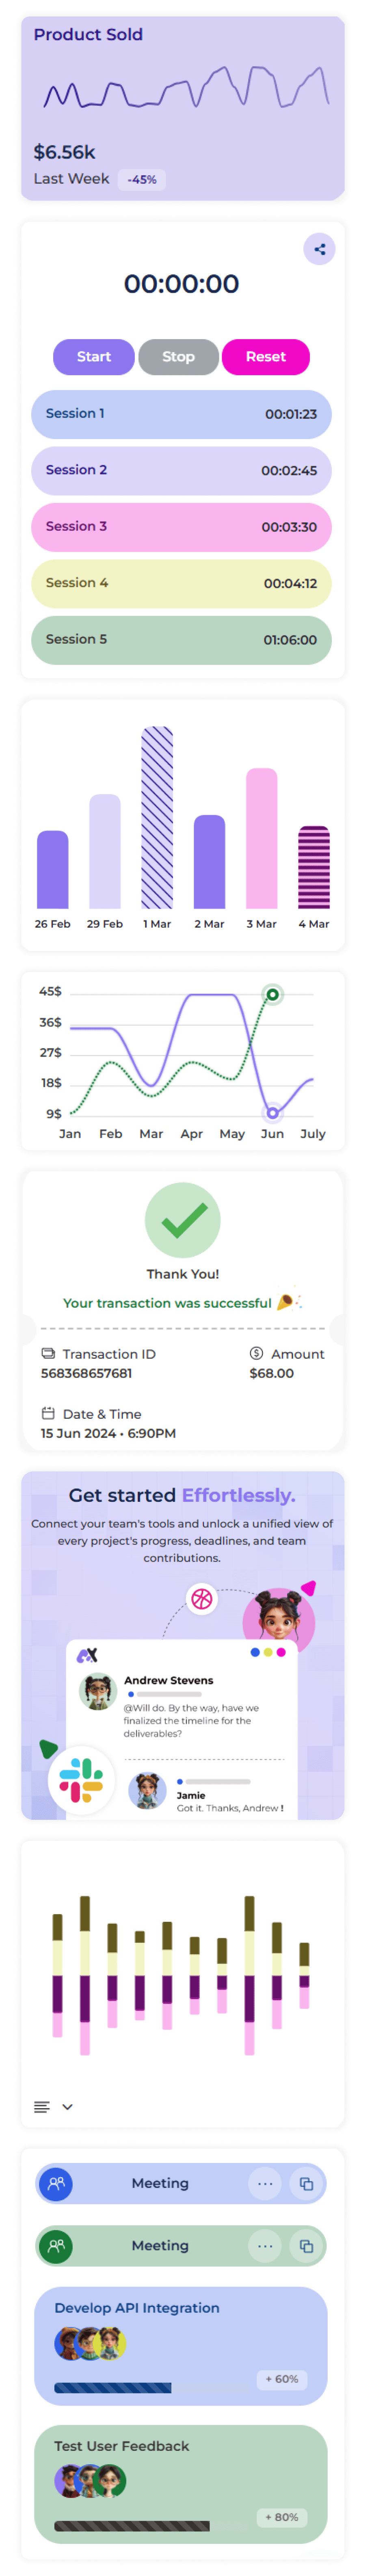 Product Sold
$6.56k
Last Week -45%
00:00:00
Start Stop Reset
Session 1 00:01:23
Session 2 00:02:45
Session 3 00:03:30
Session 4 00:04:12
Session 5 01:06:00
26 Feb 29 Feb 1 Mar 2 Mar 3 Mar 4 Mar
45$
36$
27$
18$
9$
Jan Feb Mar Apr May Jun July
Thank You!
Your transaction was successful
Transaction ID Amount
568368657681 $68.00
Date & Time
15 Jun 2024 • 6:90PM
Get started Effortlessly.
Connect your team's tools and unlock a unified view of
every project's progress, deadlines, and team
contributions.
Andrew Stevens
@Will do. By the way, have we
finalized the timeline for the
deliverables?
Jamie
Got it. Thanks, Andrew !
Meeting
Meeting
Develop API Integration
+ 60%
Test User Feedback
+ 80%